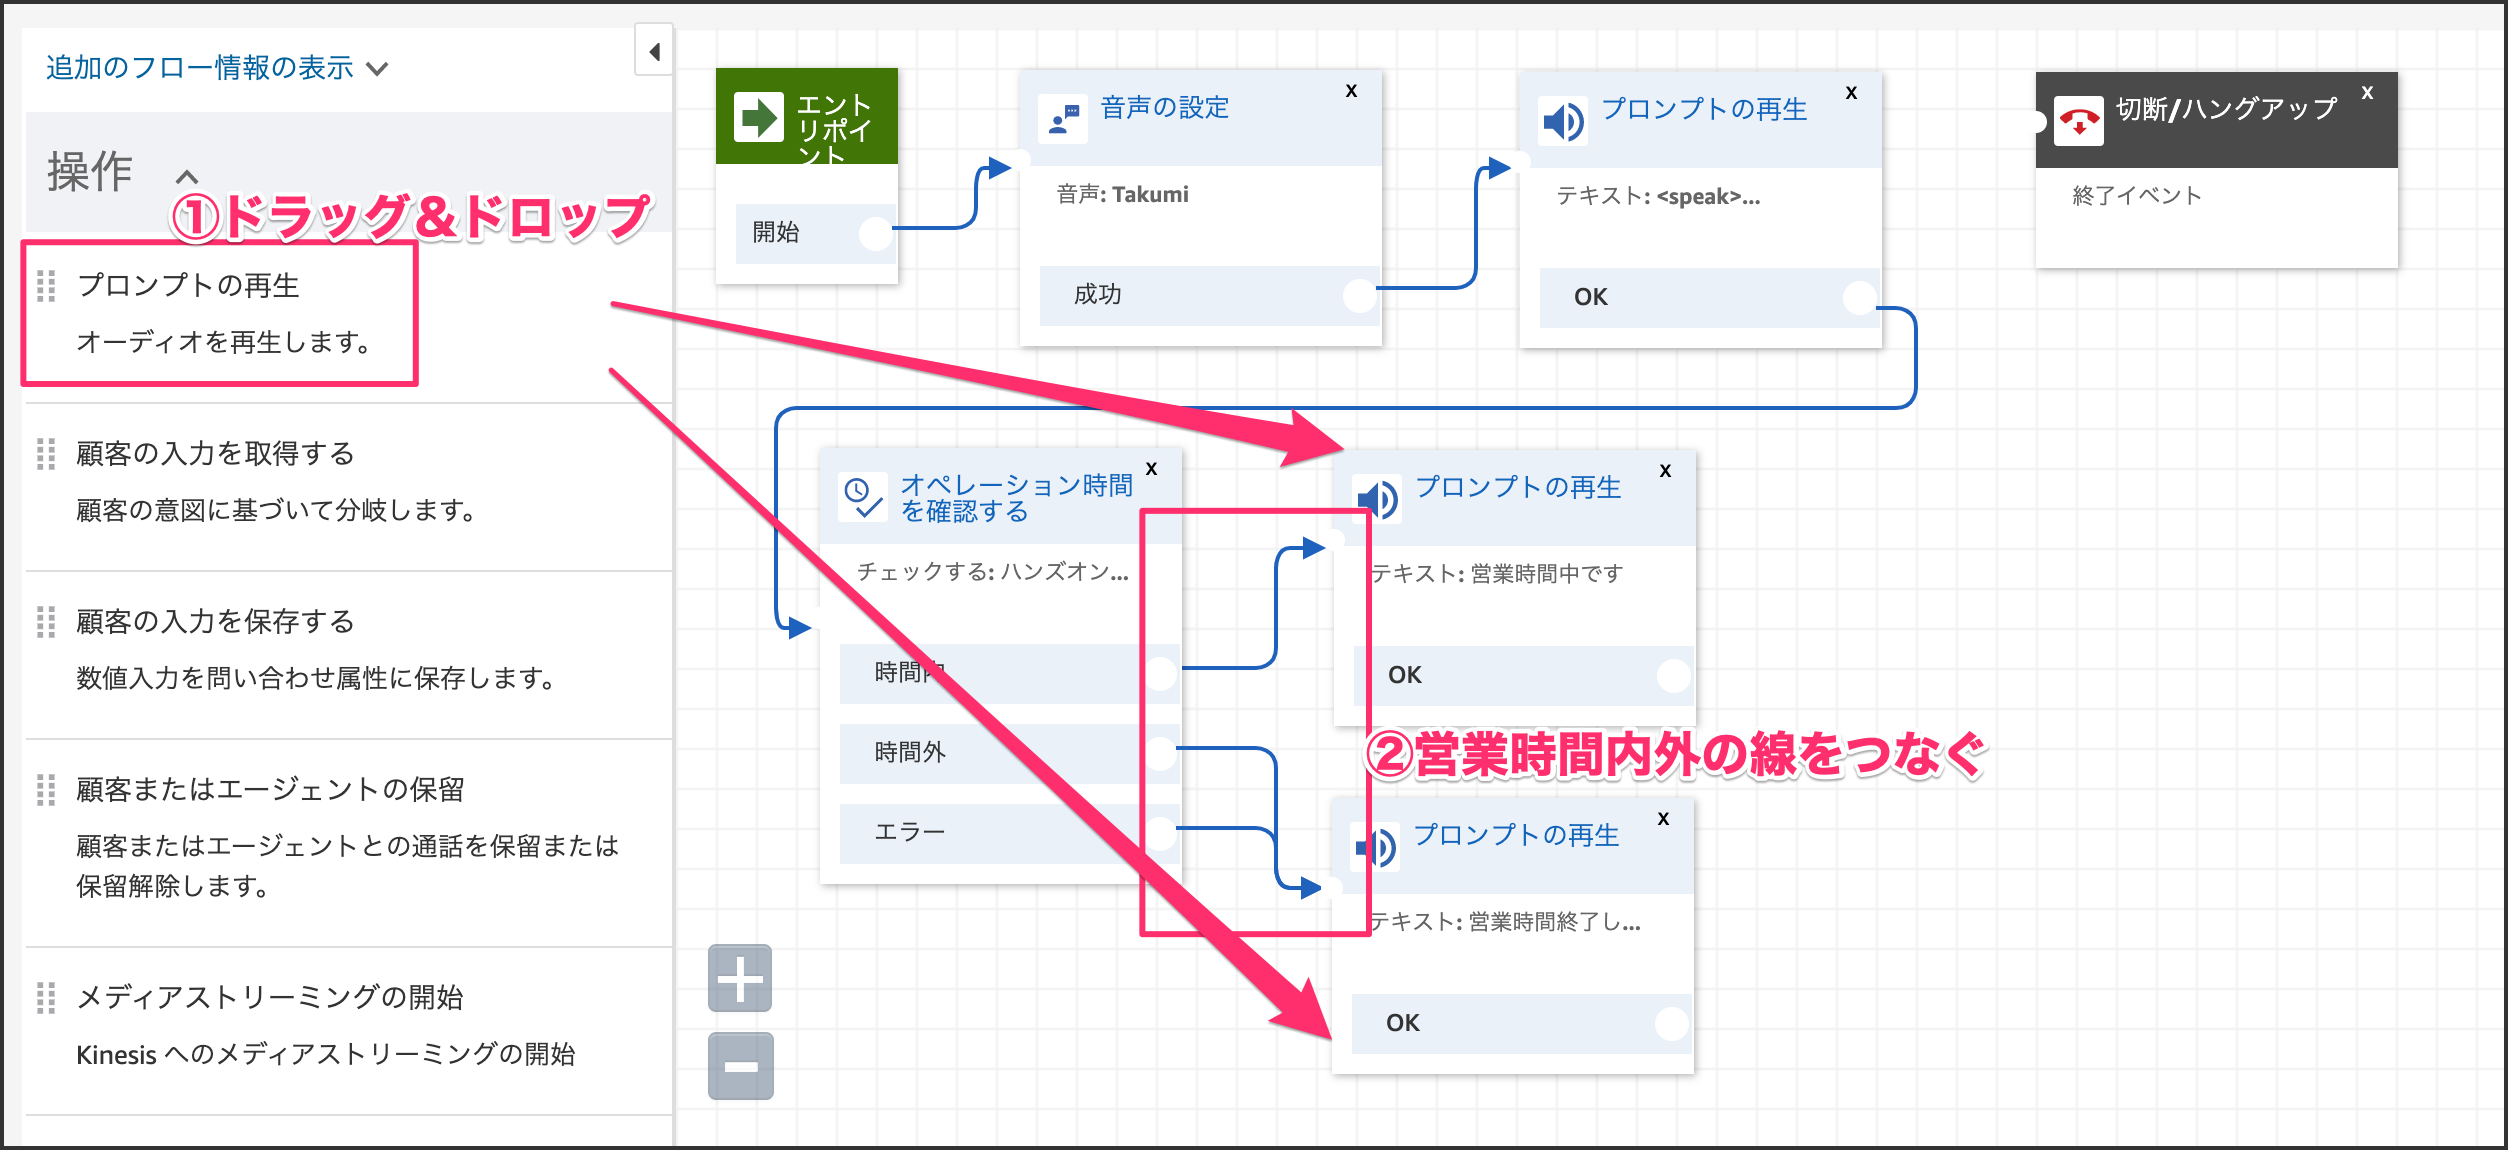 追加のフロー情報の表示
操作
①ドラッグ&ドロップ
プロンプトの再生
オーディオを再生します。
顧客の入力を取得する
顧客の意図に基づいて分岐します。
顧客の入力を保存する
数値入力を問い合わせ属性に保存します。
顧客またはエージェントの保留
顧客またはエージェントとの通話を保留または
保留解除します。
メディアストリーミングの開始
Kinesis へのメディアストリーミングの開始
エント
リポイ
ント
開始
音声の設定
x
音声: Takumi
成功
プロンプトの再生
x
テキスト: <speak>...
OK
切断/ハングアップ
x
終了イベント
オペレーション時間
を確認する
x
チェックする: ハンズオン...
時間内
時間外
エラー
プロンプトの再生
x
テキスト: 営業時間中です
OK
②営業時間内外の線をつなぐ
プロンプトの再生
x
テキスト: 営業時間終了し...
OK